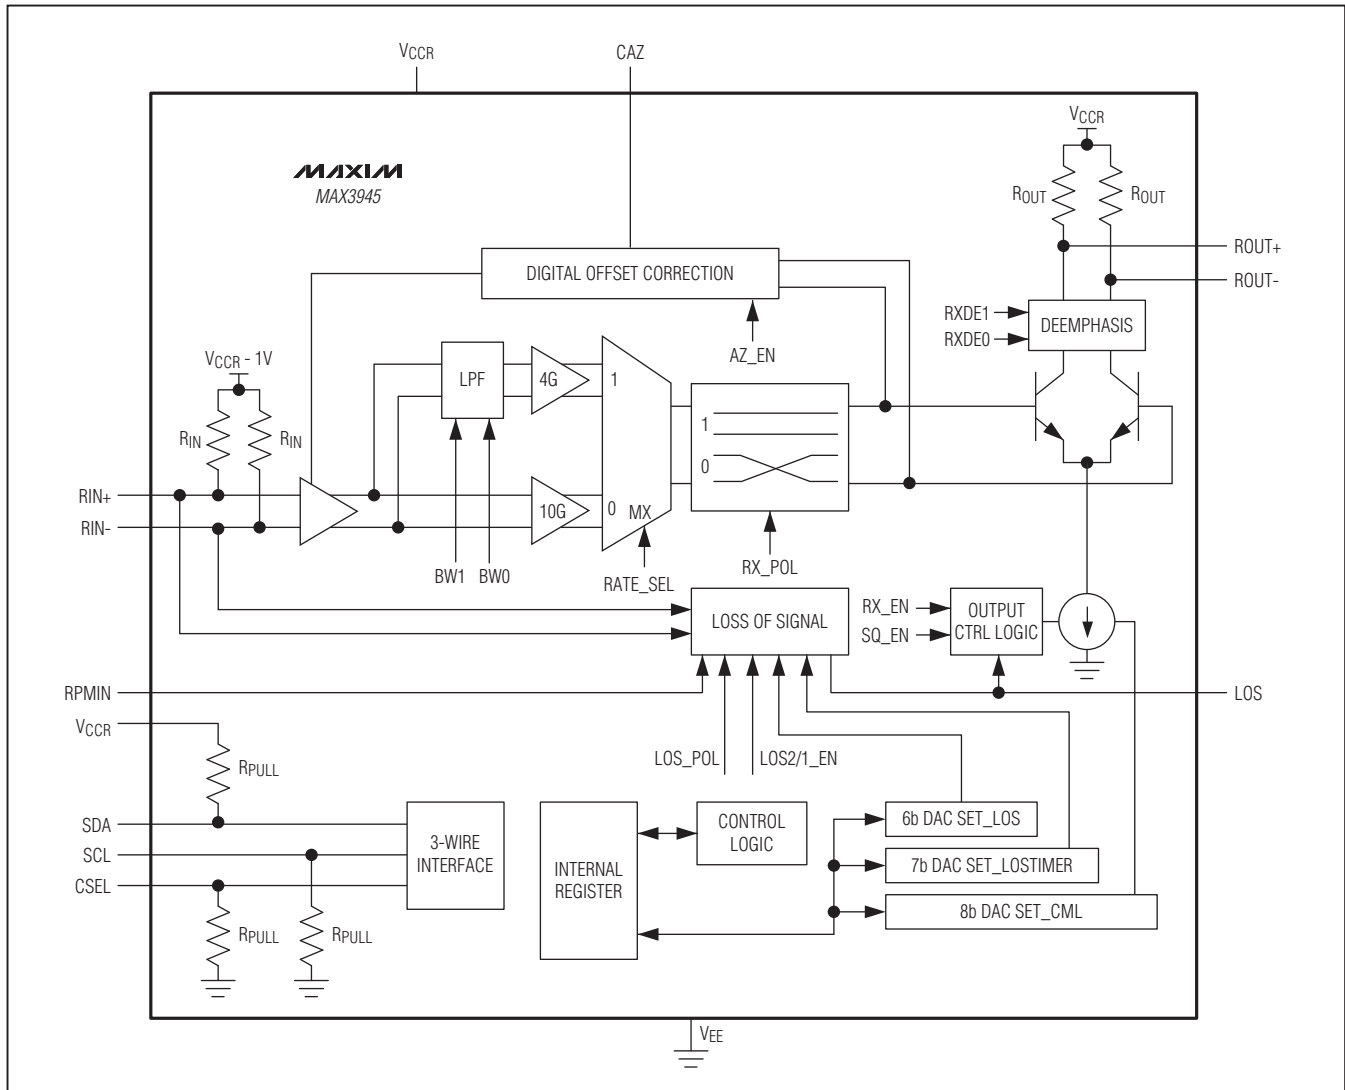 VCCR
CAZ
MAXIM
MAX3945
VCCR
ROUT
ROUT
ROUT+
ROUT-
DIGITAL OFFSET CORRECTION
RXDE1
RXDE0
DEEMPHASIS
AZ_EN
VCCR - 1V
LPF
4G
1
RIN
RIN
1
0
RIN+
RIN-
10G
0
MX
BW1
BW0
RATE_SEL
RX_POL
LOSS OF SIGNAL
RX_EN
SQ_EN
OUTPUT
CTRL LOGIC
RPMIN
LOS
VCCR
RPULL
LOS_POL
LOS2/1_EN
SDA
SCL
CSEL
3-WIRE
INTERFACE
INTERNAL
REGISTER
CONTROL
LOGIC
6b DAC SET_LOS
7b DAC SET_LOSTIMER
8b DAC SET_CML
RPULL
RPULL
VEE